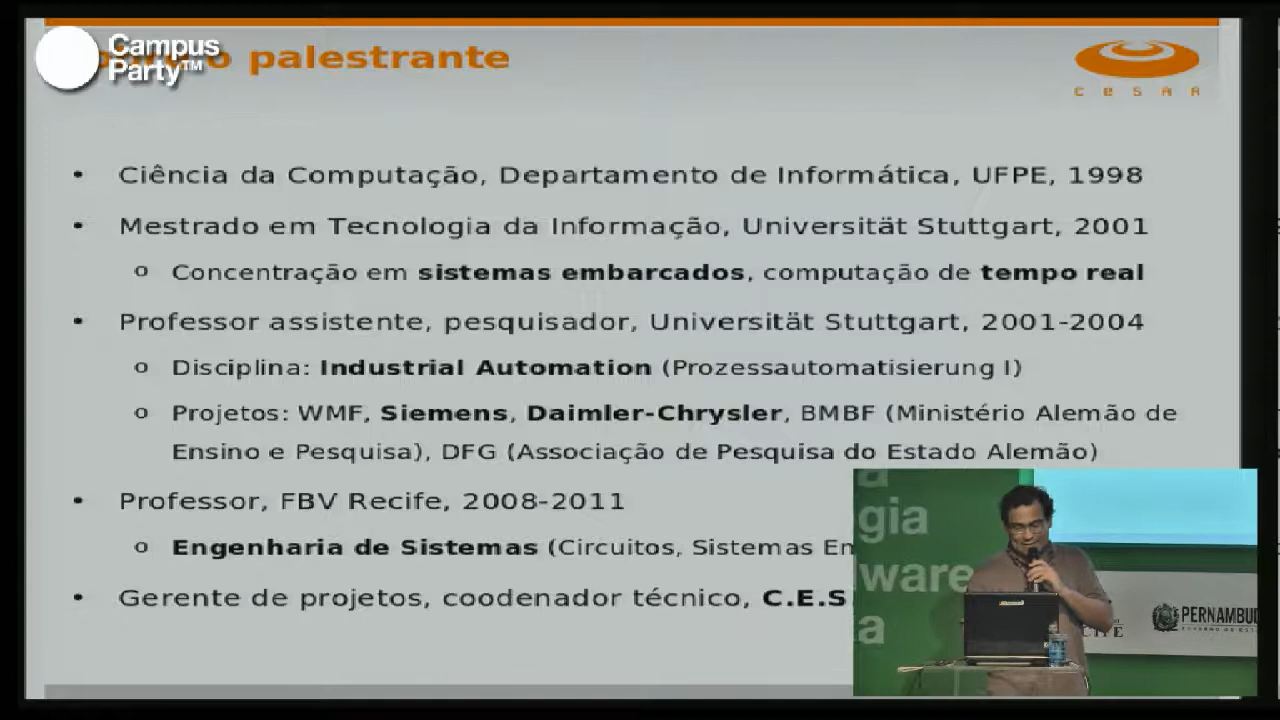 Campus
Party™
o palestrante
CESAR
• Ciência da Computação, Departamento de Informática, UFPE, 1998
• Mestrado em Tecnologia da Informação, Universität Stuttgart, 2001
o Concentração em sistemas embarcados, computação de tempo real
• Professor assistente, pesquisador, Universität Stuttgart, 2001-2004
o Disciplina: Industrial Automation (Prozessautomatisierung I)
o Projetos: WMF, Siemens, Daimler-Chrysler, BMBF (Ministério Alemão de
Ensino e Pesquisa), DFG (Associação de Pesquisa do Estado Alemão)
• Professor, FBV Recife, 2008-2011
o Engenharia de Sistemas (Circuitos, Sistemas Em
• Gerente de projetos, coodenador técnico, C.E.S
gia
ware
PERNAMBU